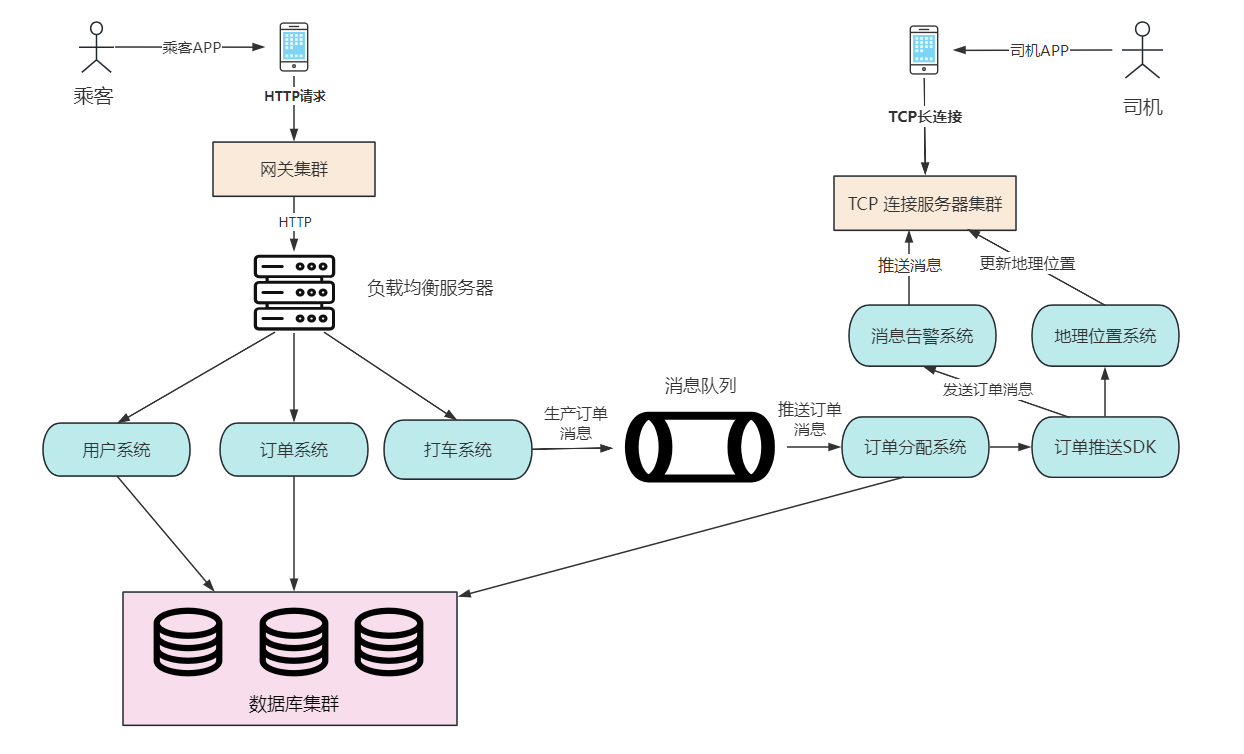 乘客APP
司机APP
乘客
司机
HTTP请求
TCP长连接
网关集群
TCP 连接服务器集群
HTTP
推送消息
更新地理位置
负载均衡服务器
消息告警系统
地理位置系统
消息队列
发送订单消息
生产订单
消息
推送订单
消息
用户系统
订单系统
打车系统
订单分配系统
订单推送SDK
数据库集群